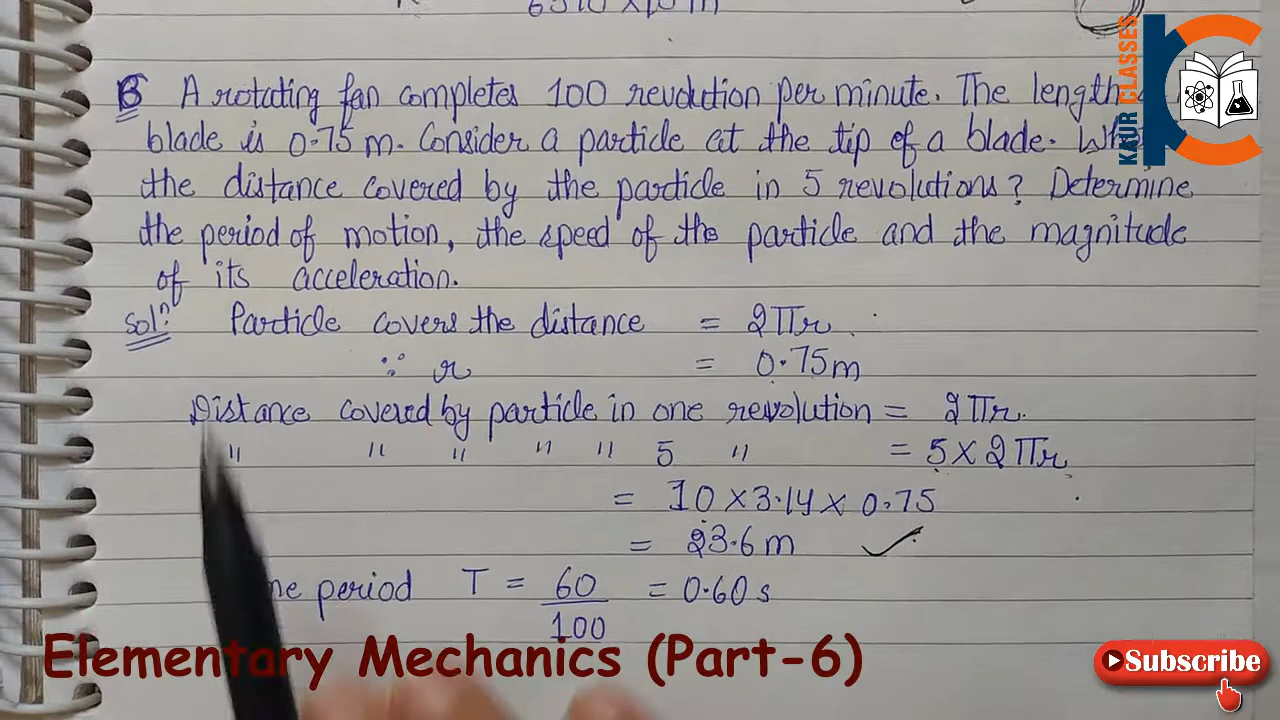 B A rotating fan completes 100 revolution per minute. The length
blade is 0.75 m. Consider a particle at the tip of a blade.
the distance covered by the particle in 5 revolutions? Determine
the period of motion, the speed of the particle and the magnitude
of its acceleration.
Solⁿ. Particle covers the distance = 2πr
∵ r = 0.75m
Distance covered by particle in one revolution = 2πr.
" " " " " 5 " = 5 × 2πr
= 10 × 3.14 × 0.75
= 23.6 m
period T = 60/100 = 0.60 s
Elementary Mechanics (Part-6)
KAUR CLASSES
Subscribe